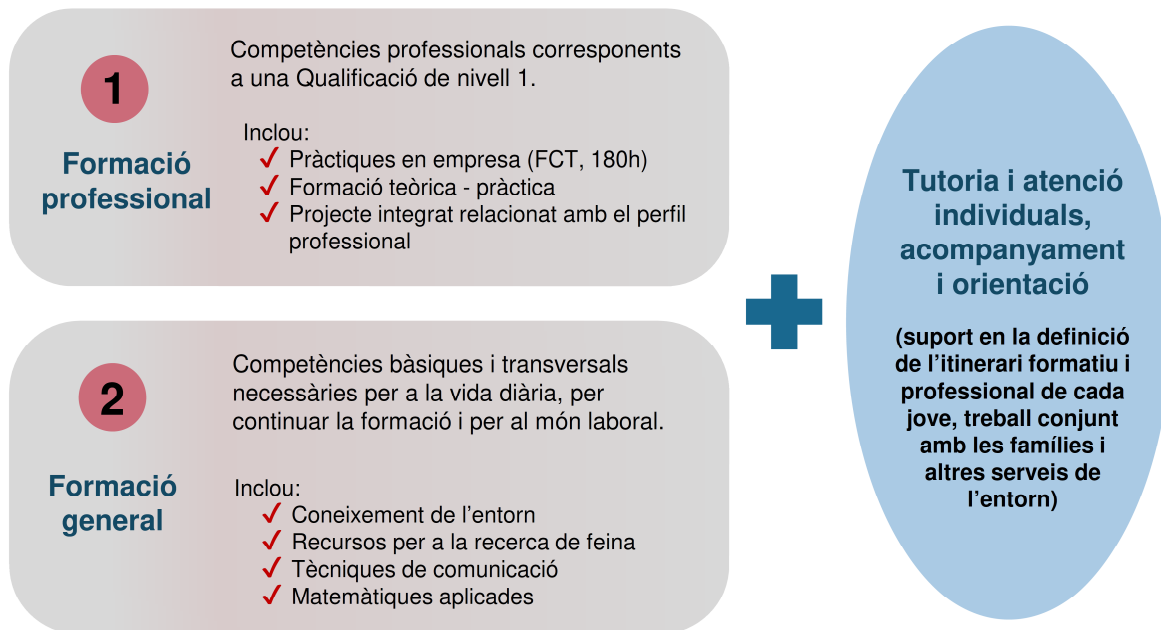 1
Formació
professional
Competències professionals corresponents
a una Qualificació de nivell 1.
Inclou:
✓ Pràctiques en empresa (FCT, 180h)
✓ Formació teòrica - pràctica
✓ Projecte integrat relacionat amb el perfil
professional
2
Formació
general
Competències bàsiques i transversals
necessàries per a la vida diària, per
continuar la formació i per al món laboral.
Inclou:
✓ Coneixement de l’entorn
✓ Recursos per a la recerca de feina
✓ Tècniques de comunicació
✓ Matemàtiques aplicades
Tutoria i atenció
individuals,
acompanyament
i orientació
(suport en la definició
de l’itinerari formatiu i
professional de cada
jove, treball conjunt
amb les famílies i
altres serveis de
l’entorn)